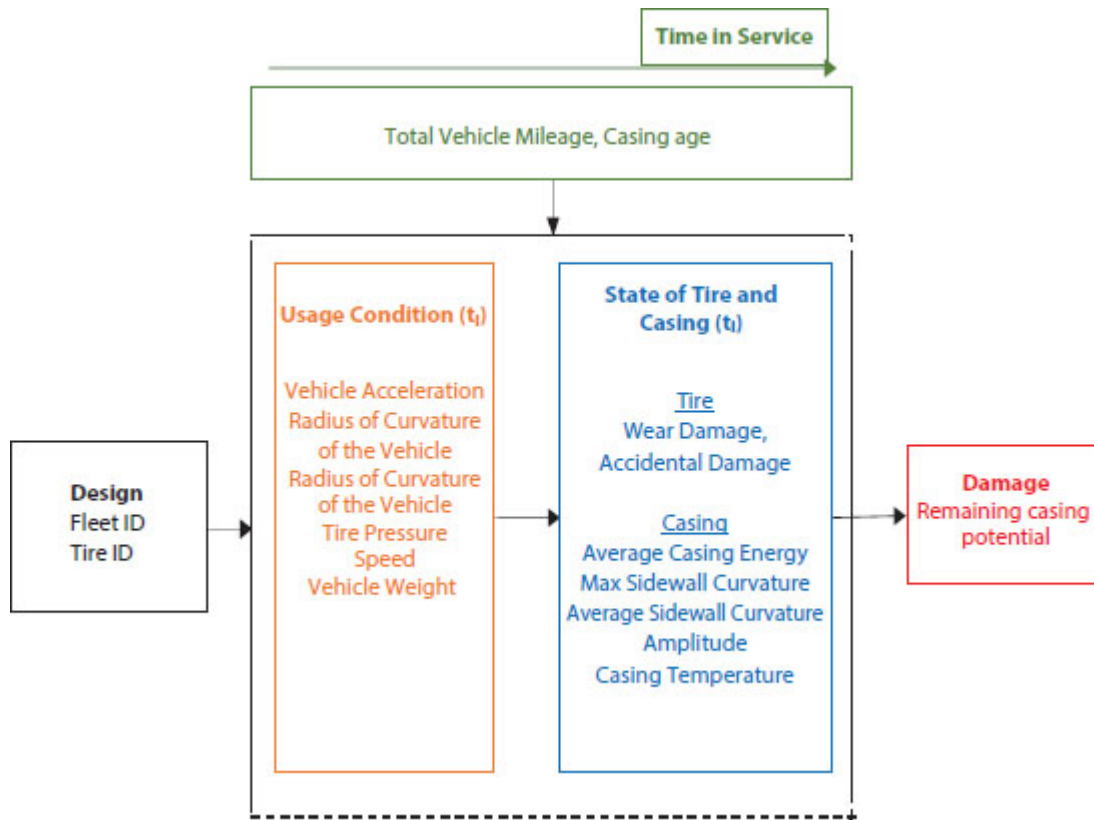 Time in Service
Total Vehicle Mileage, Casing age
Design
Fleet ID
Tire ID
Usage Condition (tᵢ)
Vehicle Acceleration
Radius of Curvature
of the Vehicle
Radius of Curvature
of the Vehicle
Tire Pressure
Speed
Vehicle Weight
State of Tire and
Casing (tᵢ)
Tire
Wear Damage,
Accidental Damage
Casing
Average Casing Energy
Max Sidewall Curvature
Average Sidewall Curvature
Amplitude
Casing Temperature
Damage
Remaining casing
potential